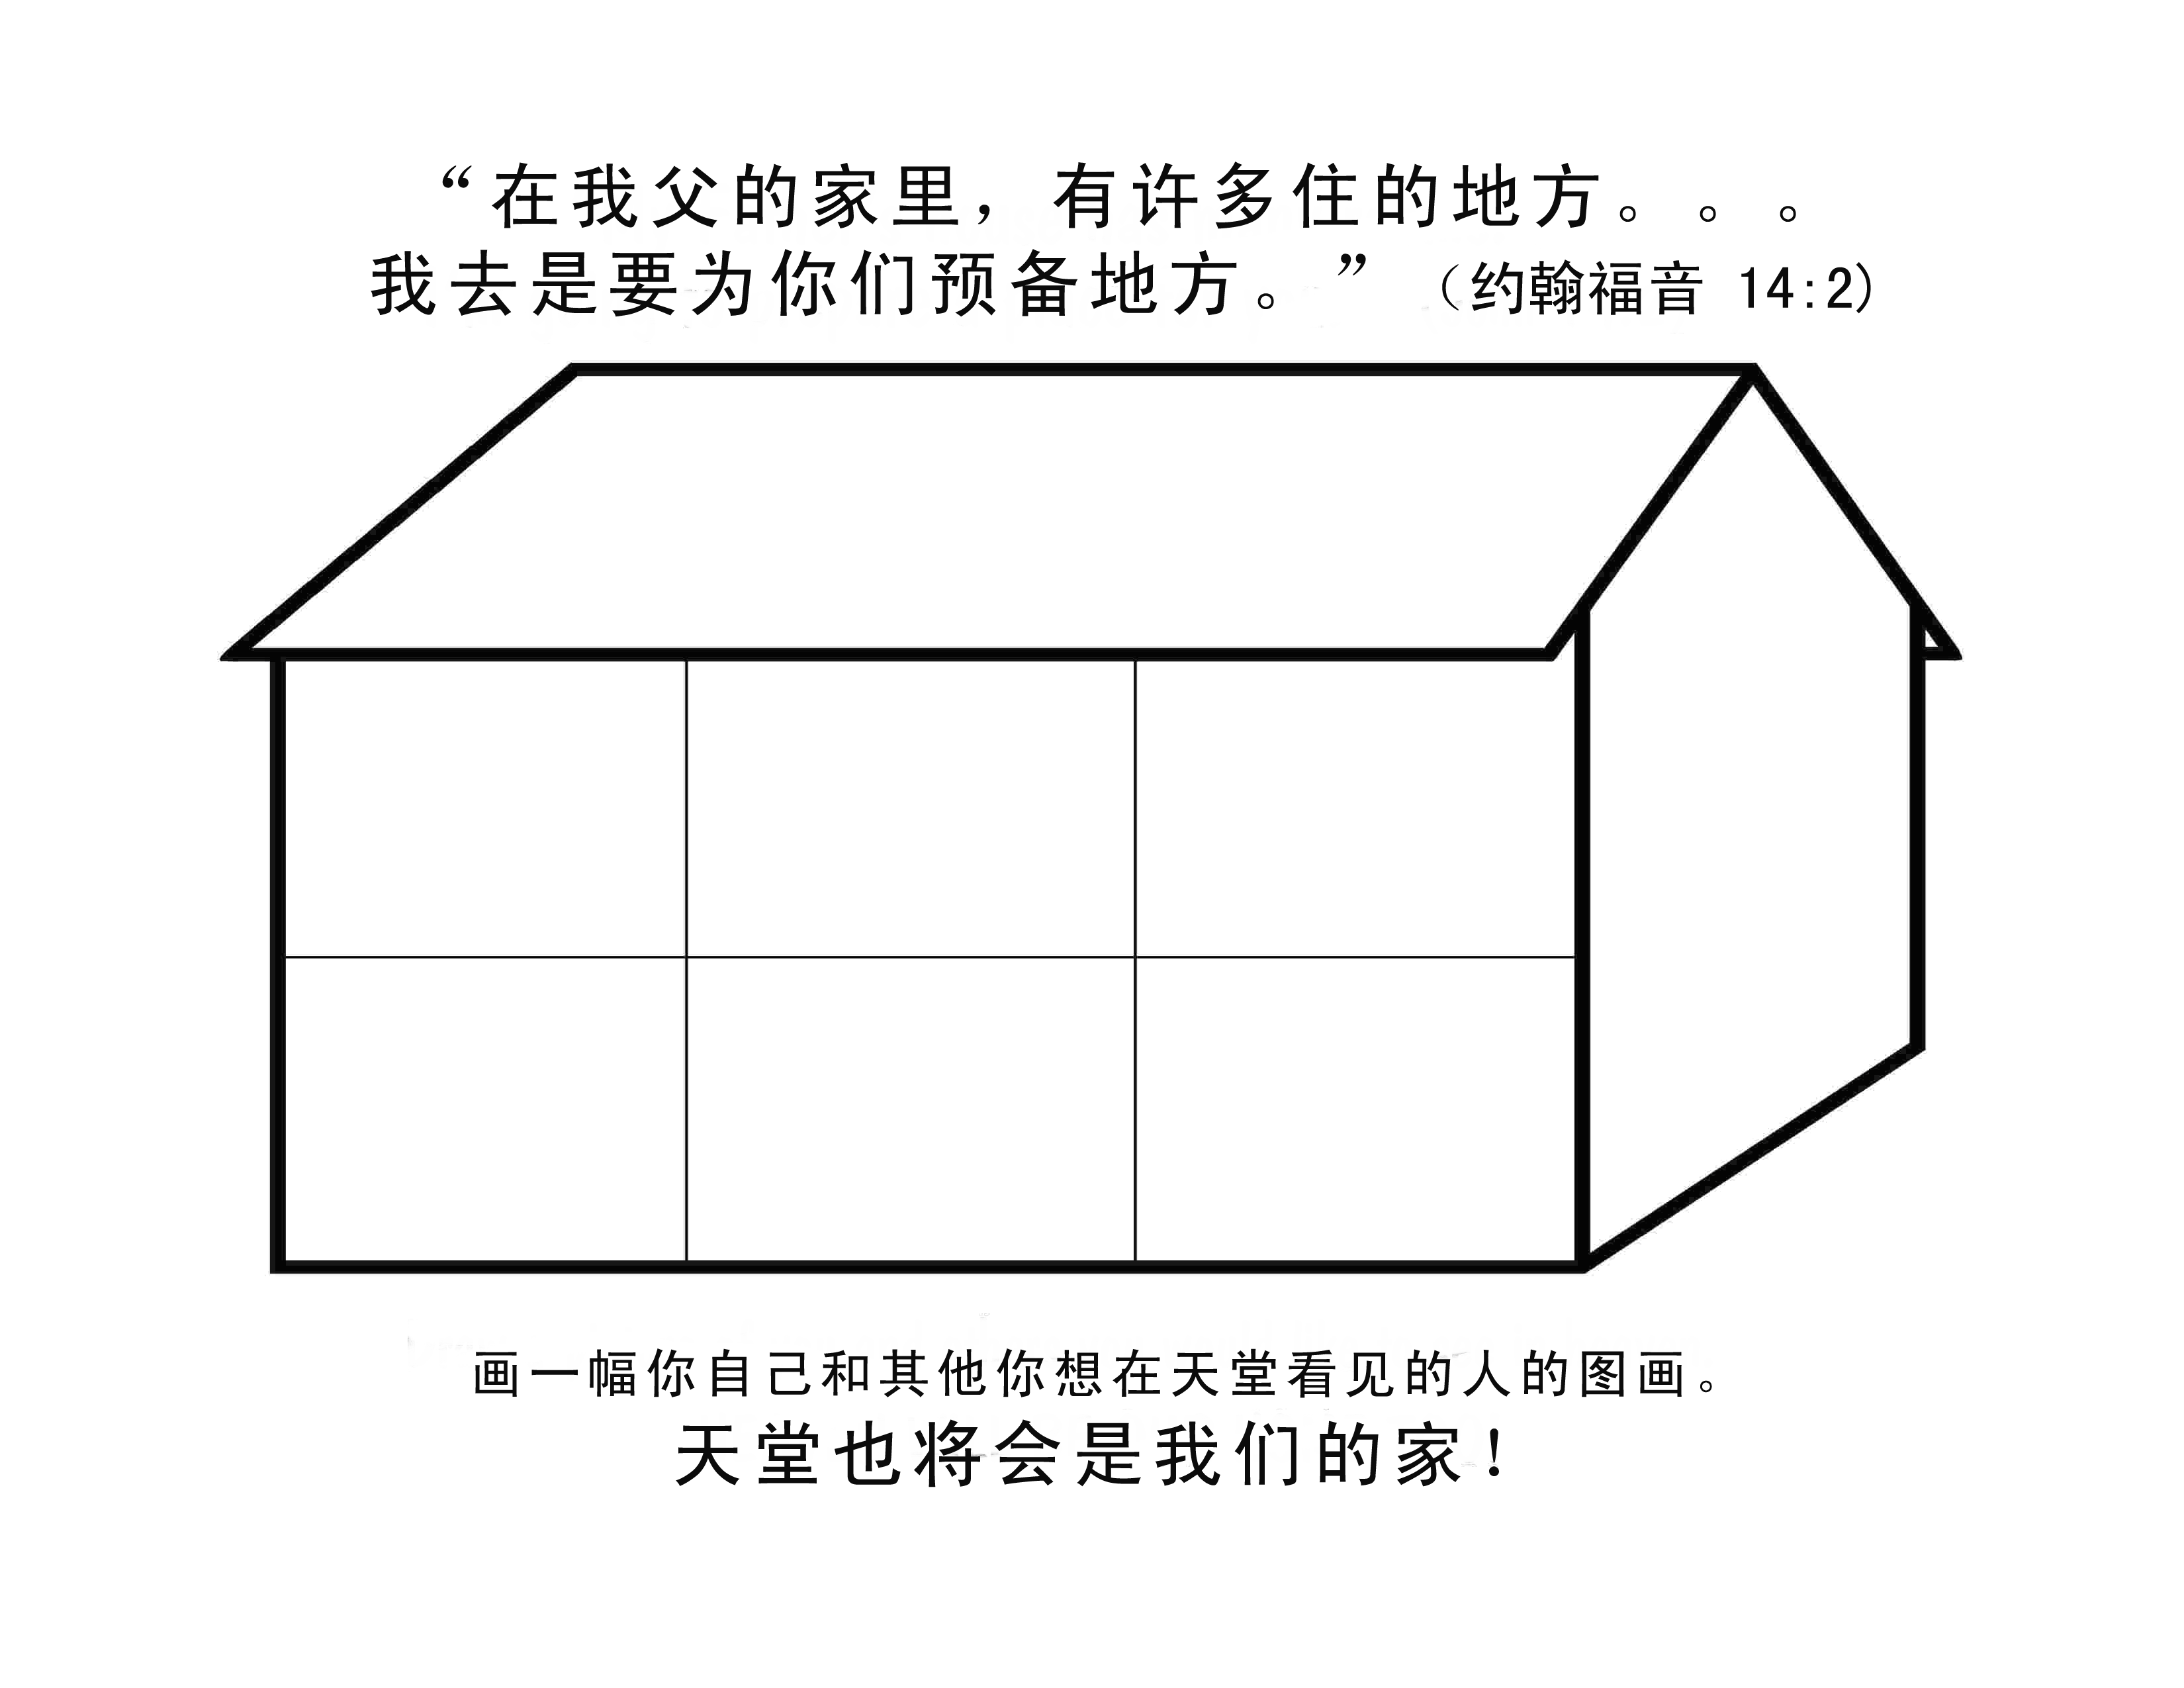 “在我父的家里，有许多住的地方。。。
我去是要为你们预备地方。” （约翰福音 14:2）
画一幅你自己和其他你想在天堂看见的人的图画。
天堂也将会是我们的家！